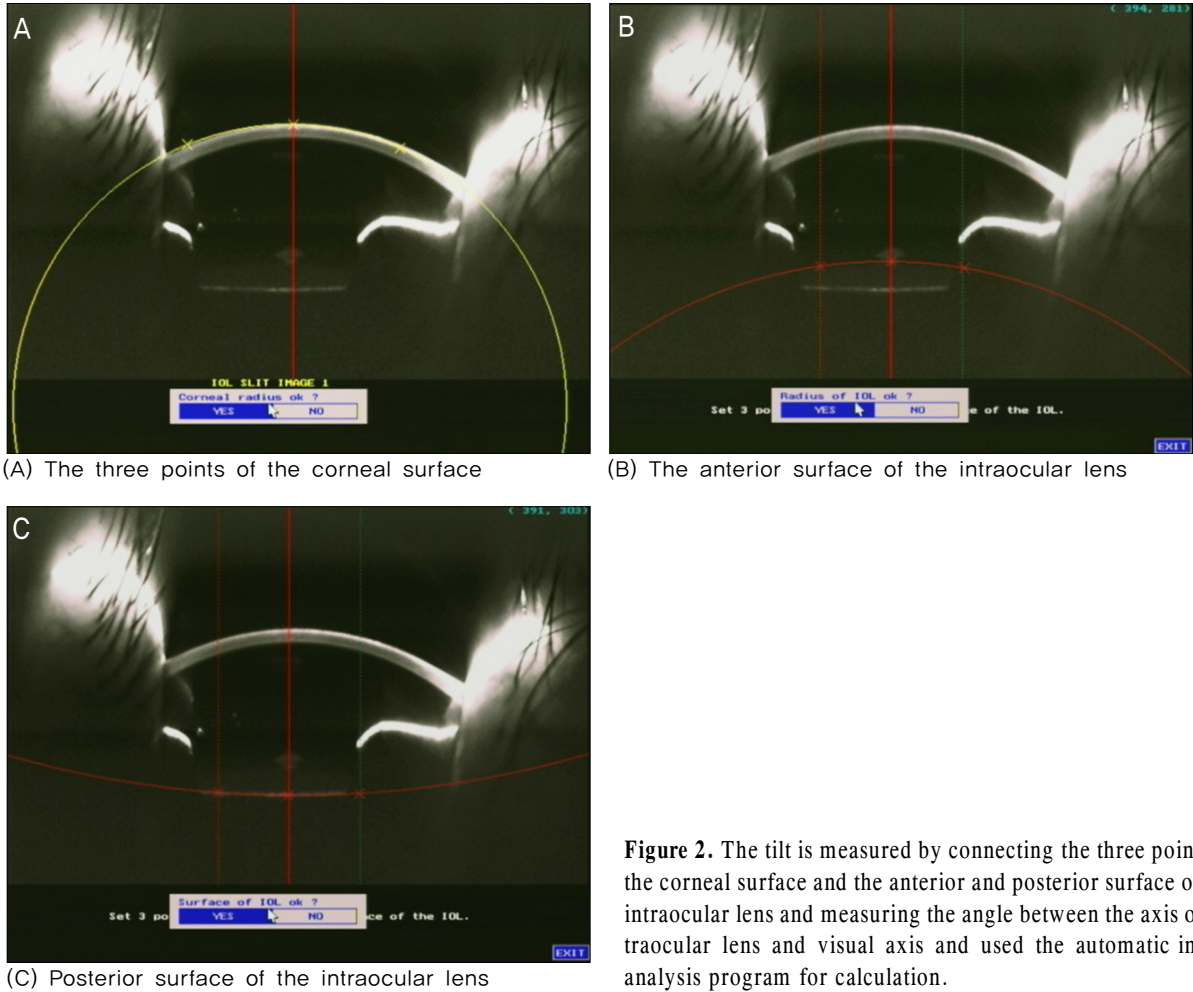 A
IOL SLIT IMAGE 1
Corneal radius ok ?
YES NO
(A) The three points of the corneal surface
B
( 394, 281)
Radius of IOL ok ?
YES NO
Set 3 po e of the IOL.
EXIT
(B) The anterior surface of the intraocular lens
C
( 391, 303)
Surface of IOL ok ?
YES NO
Set 3 po ce of the IOL.
EXIT
(C) Posterior surface of the intraocular lens
Figure 2. The tilt is measured by connecting the three poin
the corneal surface and the anterior and posterior surface o
intraocular lens and measuring the angle between the axis o
traocular lens and visual axis and used the automatic in
analysis program for calculation.